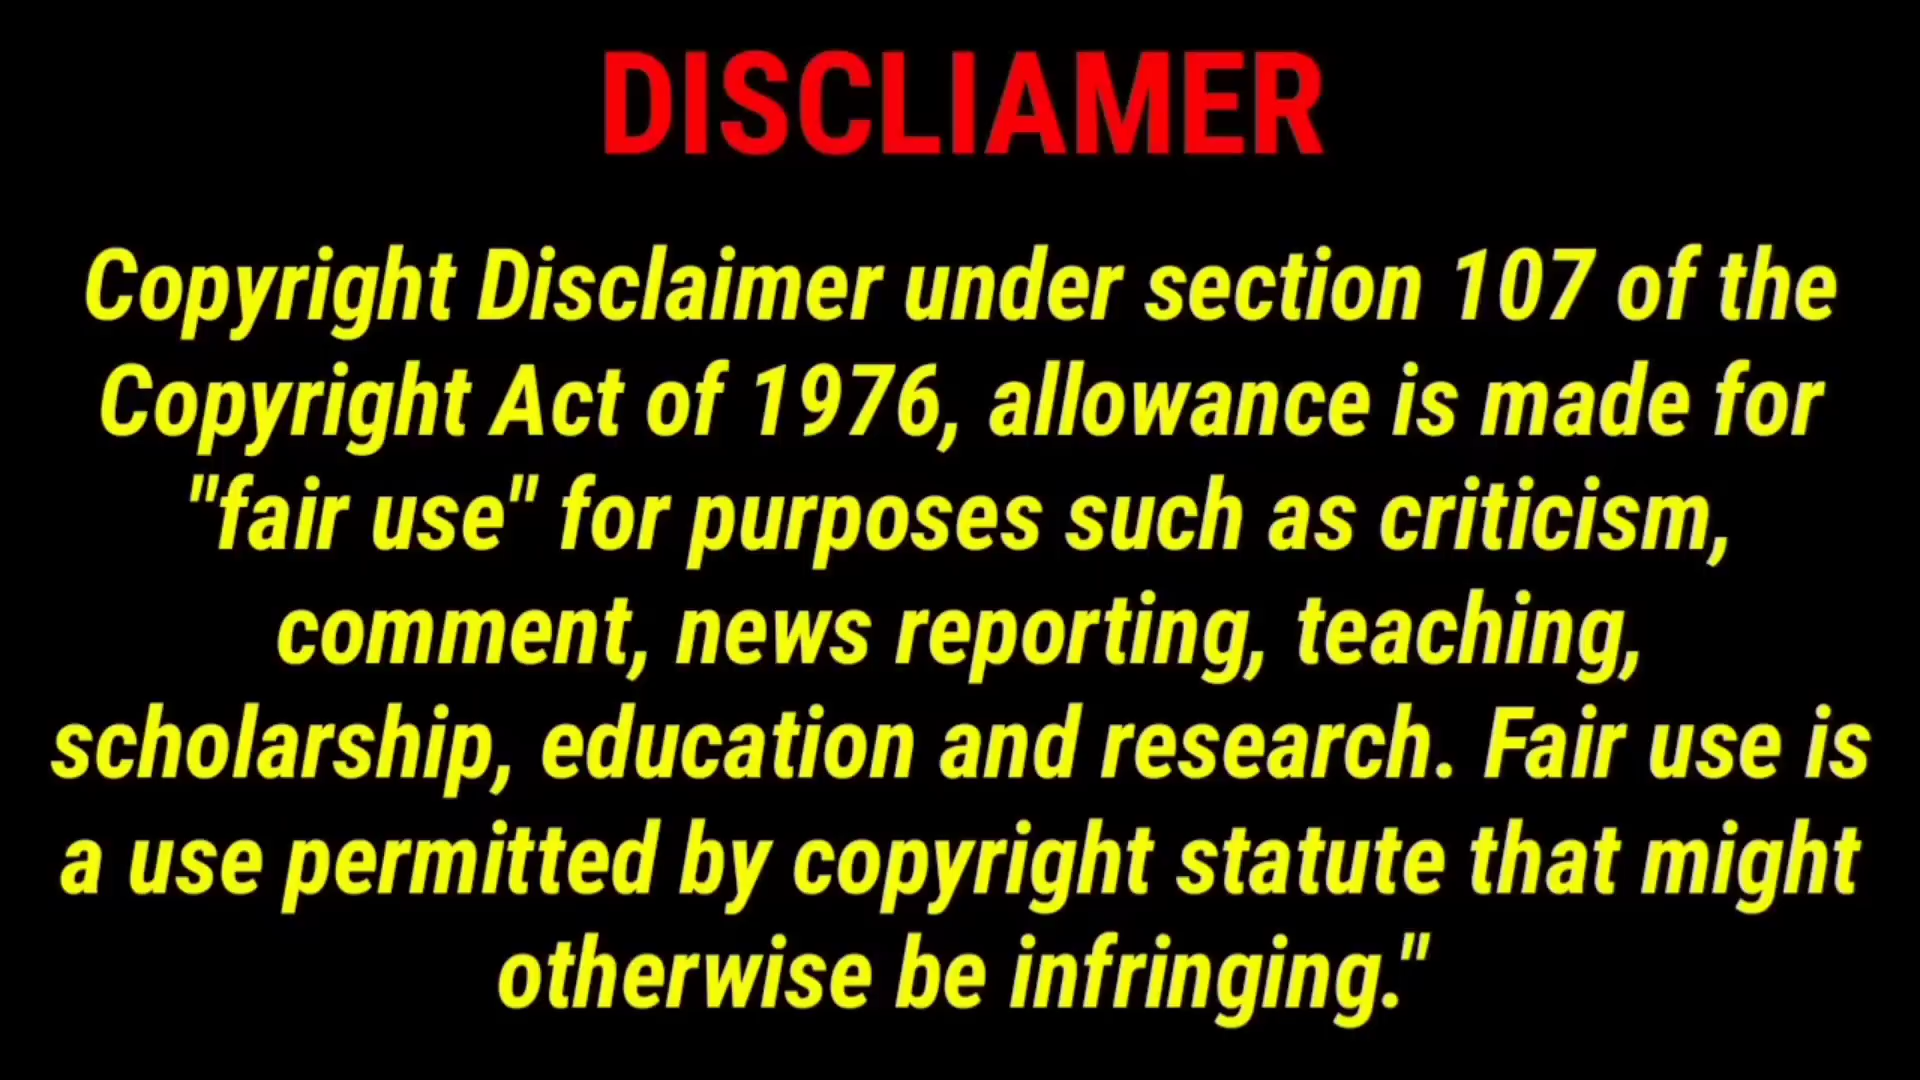 DISCLIAMER
Copyright Disclaimer under section 107 of the
Copyright Act of 1976, allowance is made for
"fair use" for purposes such as criticism,
comment, news reporting, teaching,
scholarship, education and research. Fair use is
a use permitted by copyright statute that might
otherwise be infringing."